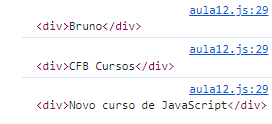 aula12.js:29
<div>Bruno</div>
aula12.js:29
<div>CFB Cursos</div>
aula12.js:29
<div>Novo curso de JavaScript</div>